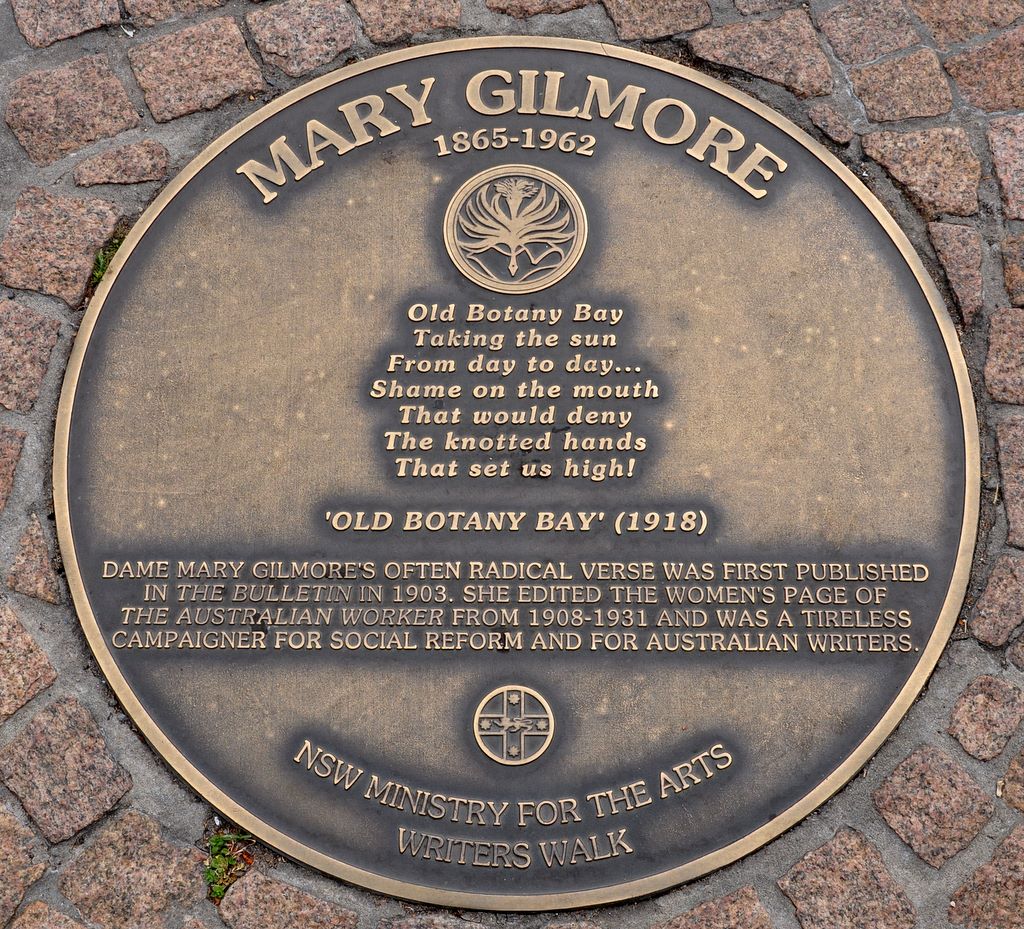 MARY GILMORE
1865-1962
Old Botany Bay
Taking the sun
From day to day...
Shame on the mouth
That would deny
The knotted hands
That set us high!
'OLD BOTANY BAY' (1918)
DAME MARY GILMORE'S OFTEN RADICAL VERSE WAS FIRST PUBLISHED
IN THE BULLETIN IN 1903. SHE EDITED THE WOMEN'S PAGE OF
THE AUSTRALIAN WORKER FROM 1908-1931 AND WAS A TIRELESS
CAMPAIGNER FOR SOCIAL REFORM AND FOR AUSTRALIAN WRITERS.
NSW MINISTRY FOR THE ARTS
WRITERS WALK